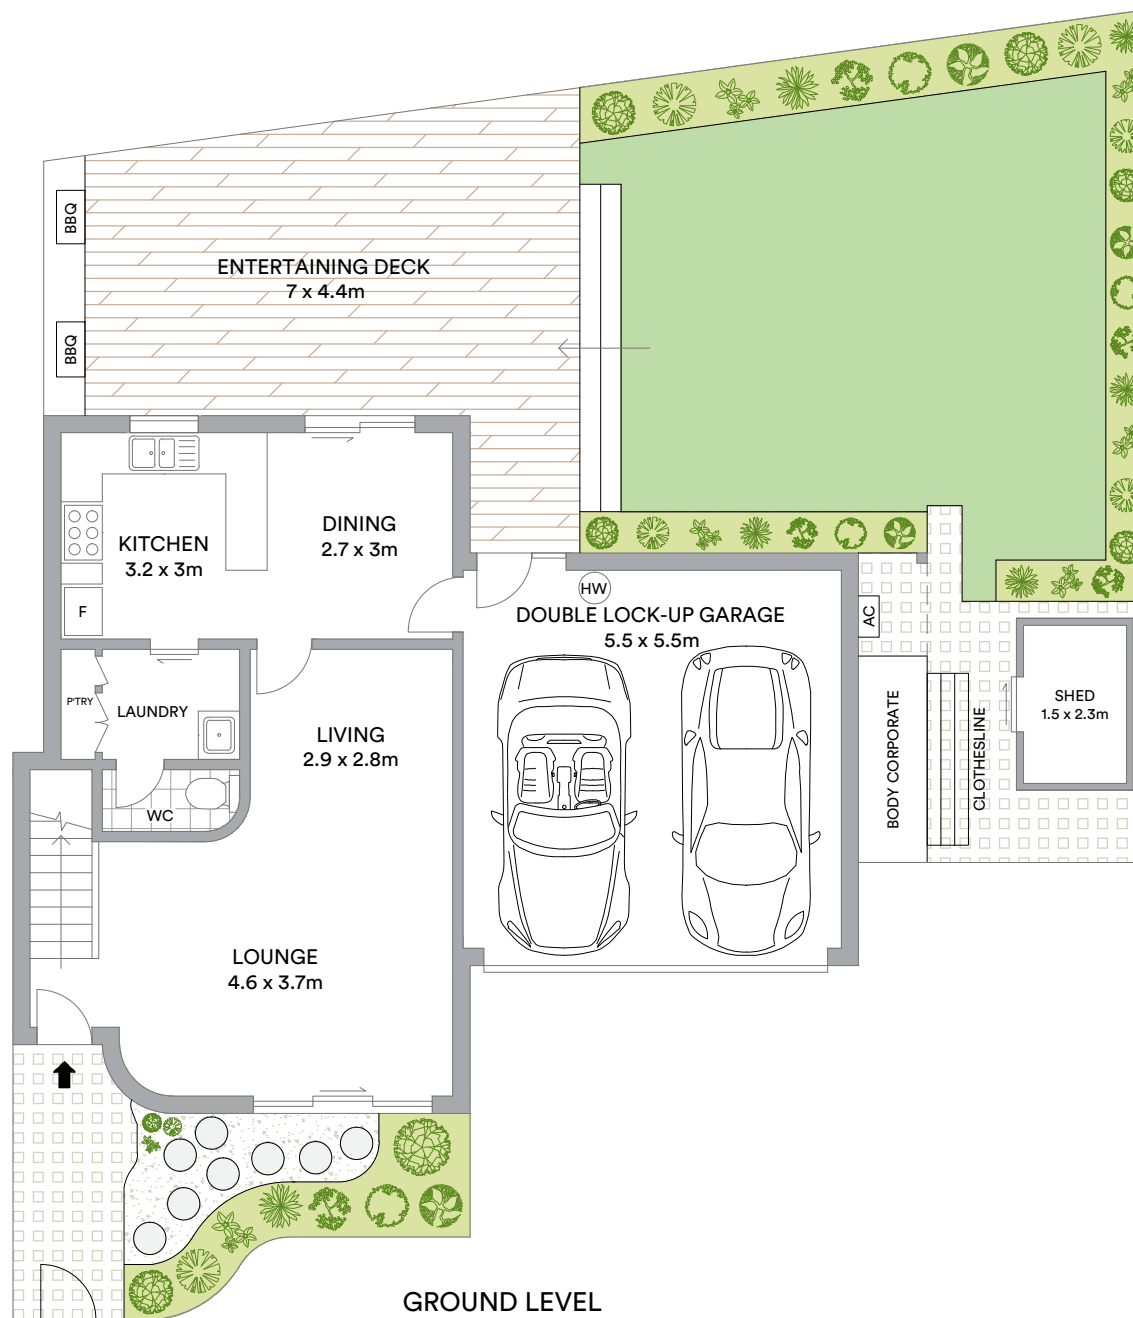 BBQ
ENTERTAINING DECK
7 x 4.4m
BBQ
DINING
2.7 x 3m
KITCHEN
3.2 x 3m
F
HW
DOUBLE LOCK-UP GARAGE
5.5 x 5.5m
AC
P'TRY
LAUNDRY
LIVING
2.9 x 2.8m
WC
BODY CORPORATE
CLOTHESLINE
SHED
1.5 x 2.3m
LOUNGE
4.6 x 3.7m
GROUND LEVEL